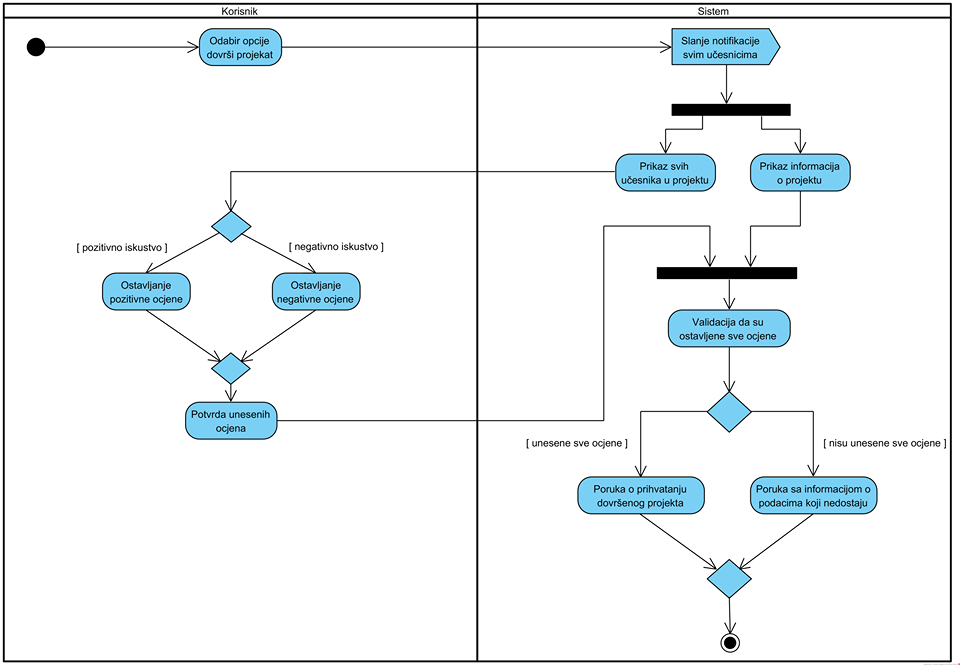 Korisnik
Sistem
Odabir opcije
dovrši projekat
Slanje notifikacije
svim učesnicima
Prikaz svih
učesnika u projektu
Prikaz informacija
o projektu
[ pozitivno iskustvo ]
[ negativno iskustvo ]
Ostavljanje
pozitivne ocjene
Ostavljanje
negativne ocjene
Validacija da su
ostavljene sve ocjene
Potvrda unesenih
ocjena
[ unesene sve ocjene ]
[ nisu unesene sve ocjene ]
Poruka o prihvatanju
dovršenog projekta
Poruka sa informacijom o
podacima koji nedostaju